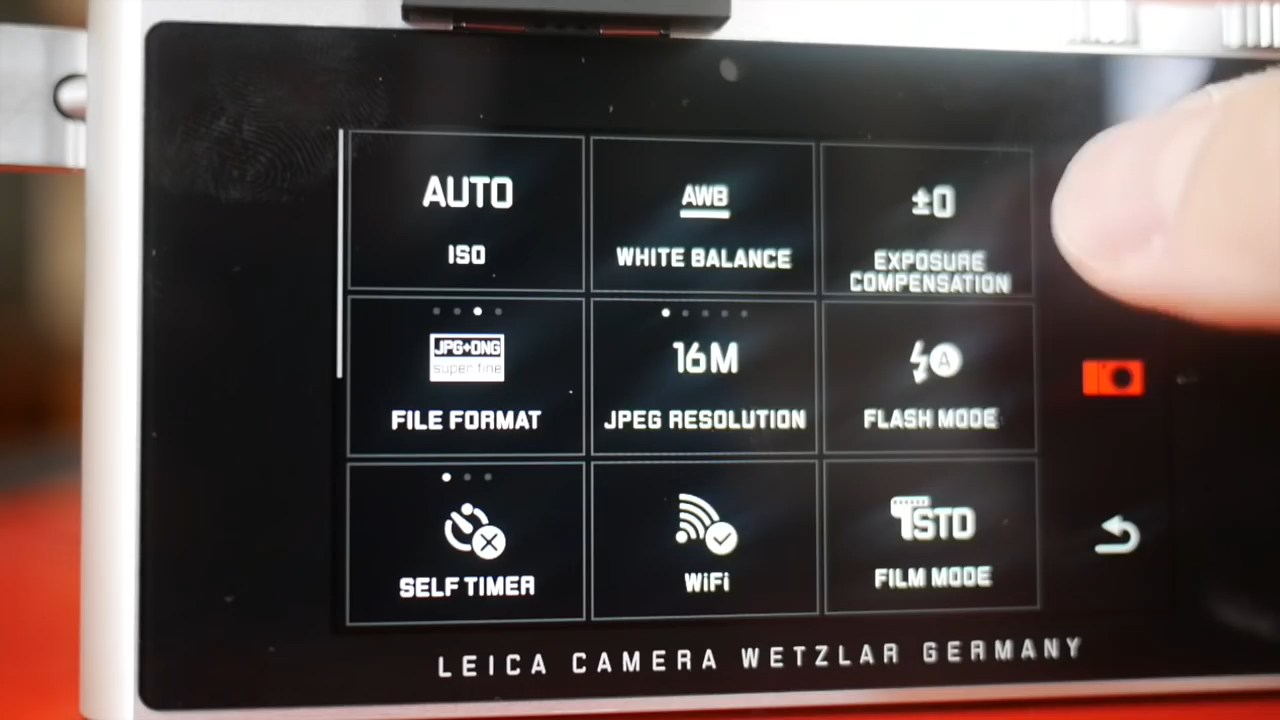 AUTO
ISO
AWB
WHITE BALANCE
±0
EXPOSURE
COMPENSATION
JPG+DNG
super fine
FILE FORMAT
16M
JPEG RESOLUTION
A
FLASH MODE
SELF TIMER
WiFi
STD
FILM MODE
LEICA CAMERA WETZLAR GERMANY